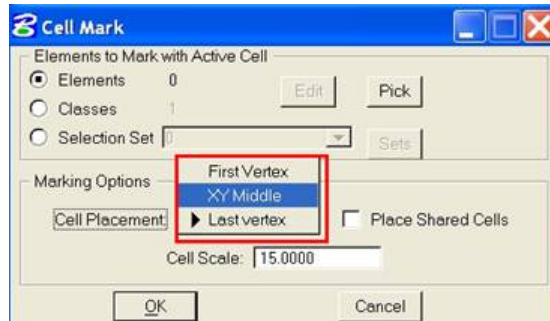 Cell Mark
Elements to Mark with Active Cell
Elements 0 Edit Pick
Classes 1
Selection Set 0 Sets
First Vertex
Marking Options
XY Middle
Cell Placement: Last vertex Place Shared Cells
Cell Scale: 15.0000
OK Cancel